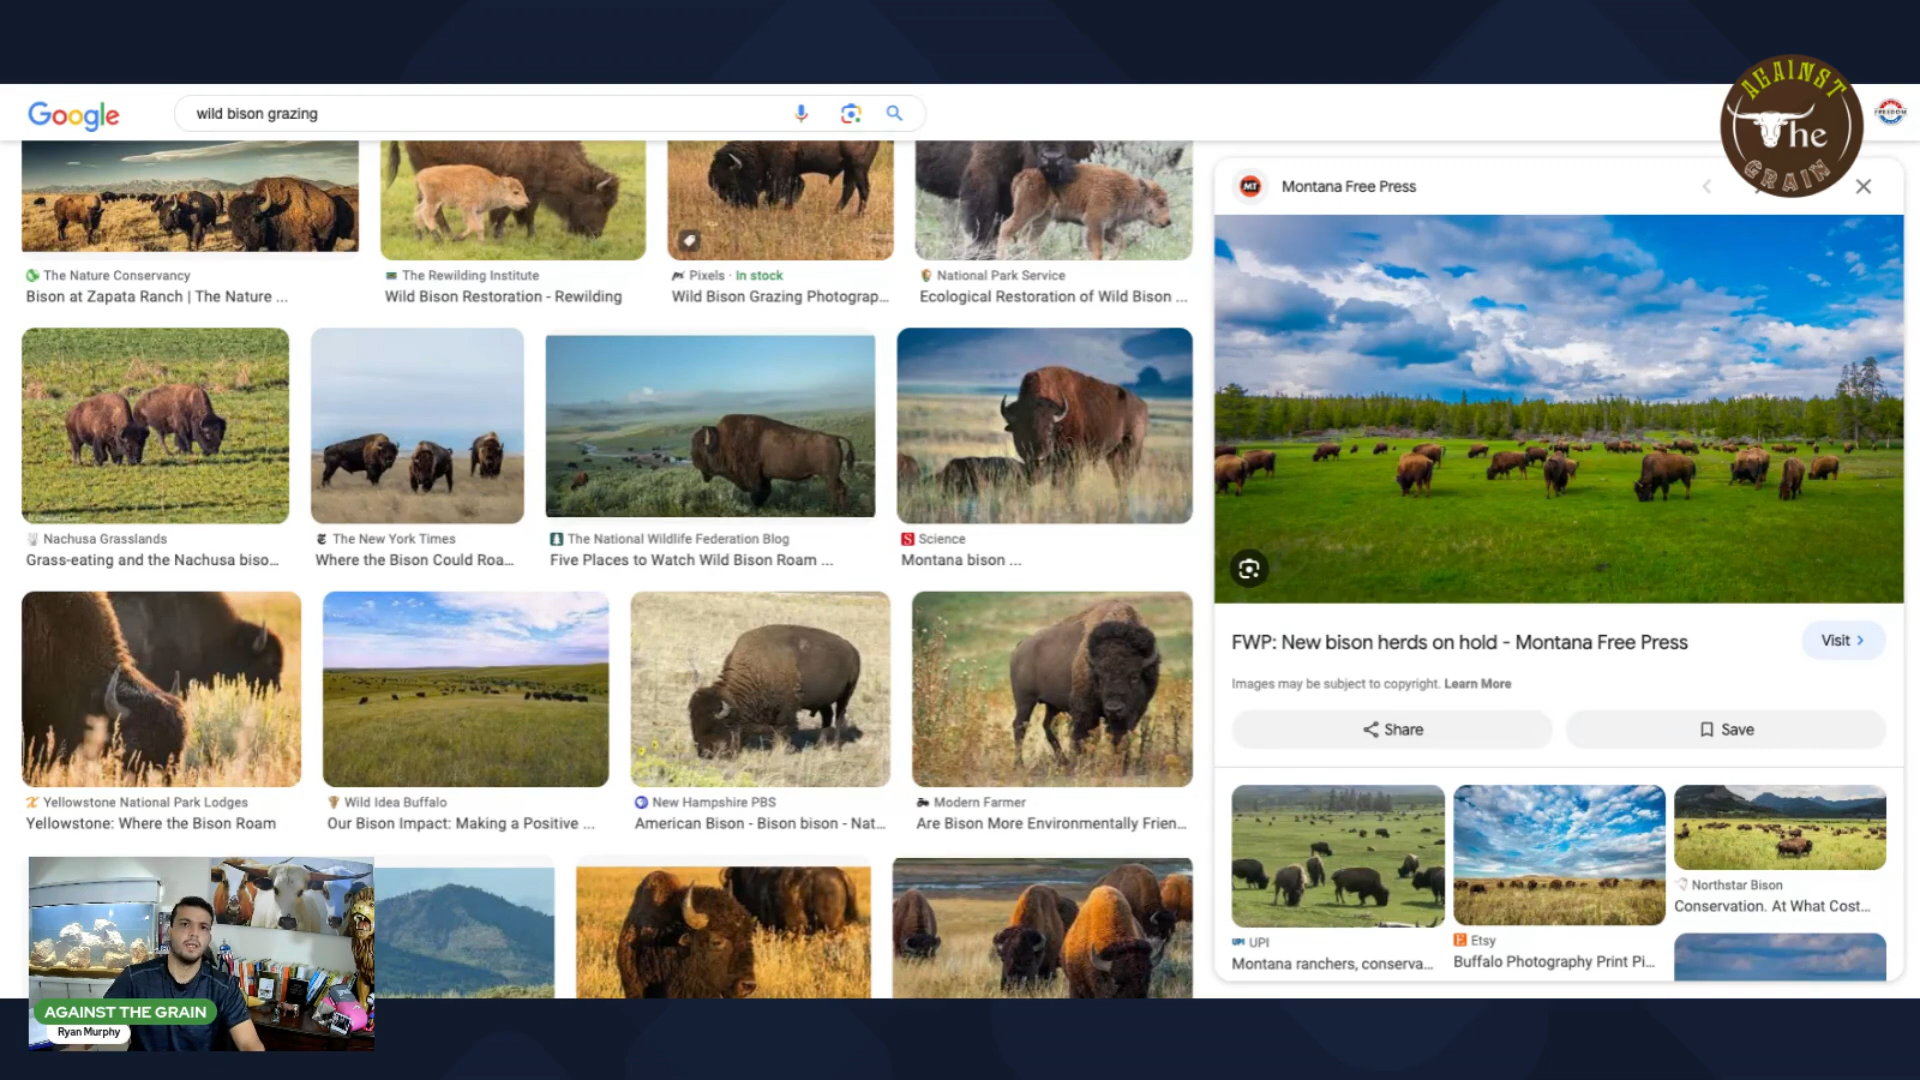 AGAINST
The
GRAIN
Google
wild bison grazing
FREEDOM
The Nature Conservancy
Bison at Zapata Ranch | The Nature ...
The Rewilding Institute
Wild Bison Restoration - Rewilding
Pixels · In stock
Wild Bison Grazing Photograp...
National Park Service
Ecological Restoration of Wild Bison ...
Nachusa Grasslands
Grass-eating and the Nachusa biso...
The New York Times
Where the Bison Could Roa...
The National Wildlife Federation Blog
Five Places to Watch Wild Bison Roam ...
S Science
Montana bison ...
Yellowstone National Park Lodges
Yellowstone: Where the Bison Roam
Wild Idea Buffalo
Our Bison Impact: Making a Positive ...
New Hampshire PBS
American Bison - Bison bison - Nat...
Modern Farmer
Are Bison More Environmentally Frien...
MT Montana Free Press
FWP: New bison herds on hold - Montana Free Press
Visit >
Images may be subject to copyright. Learn More
Share
Save
UPI UPI
Montana ranchers, conserva...
E Etsy
Buffalo Photography Print Pi...
Northstar Bison
Conservation. At What Cost...
AGAINST THE GRAIN
Ryan Murphy